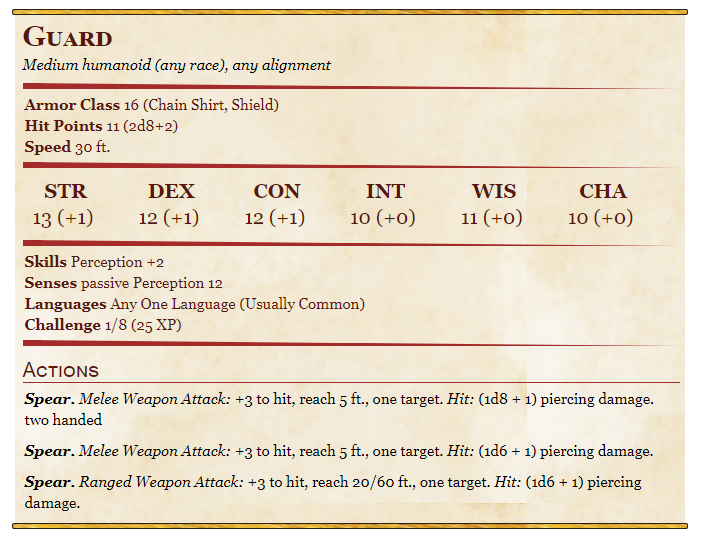 Guard
Medium humanoid (any race), any alignment
Armor Class 16 (Chain Shirt, Shield)
Hit Points 11 (2d8+2)
Speed 30 ft.
STR DEX CON INT WIS CHA
13 (+1) 12 (+1) 12 (+1) 10 (+0) 11 (+0) 10 (+0)
Skills Perception +2
Senses passive Perception 12
Languages Any One Language (Usually Common)
Challenge 1/8 (25 XP)
Actions
Spear. Melee Weapon Attack: +3 to hit, reach 5 ft., one target. Hit: (1d8 + 1) piercing damage.
two handed
Spear. Melee Weapon Attack: +3 to hit, reach 5 ft., one target. Hit: (1d6 + 1) piercing damage.
Spear. Ranged Weapon Attack: +3 to hit, reach 20/60 ft., one target. Hit: (1d6 + 1) piercing
damage.